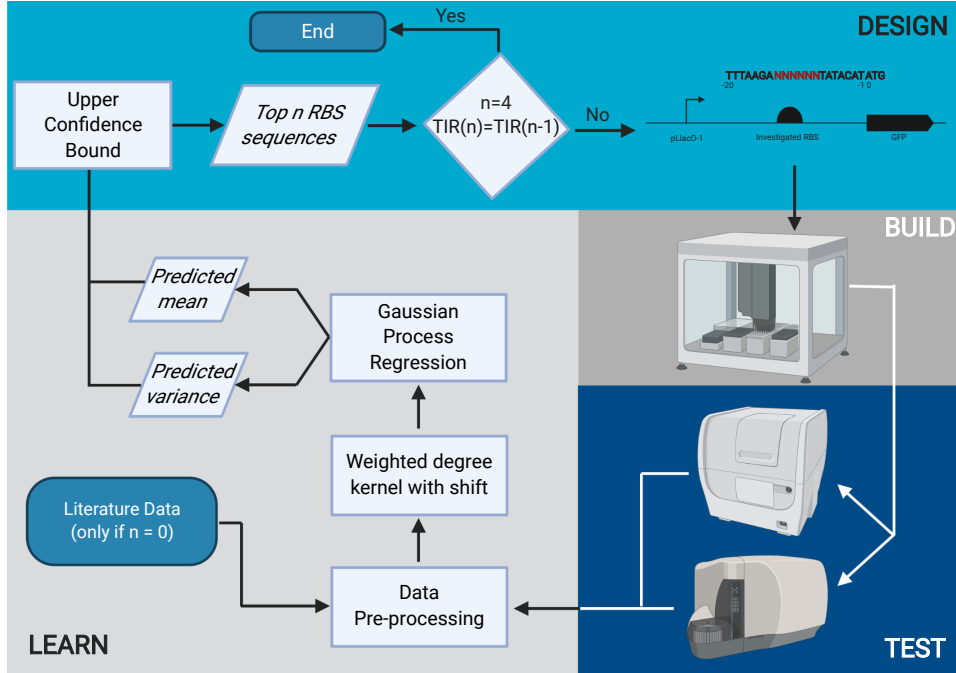 Yes
DESIGN
End
TTTAAGANNNNNNTATACATATG
-20
-1 0
Upper
Confidence
Bound
Top n RBS
sequences
n=4
TIR(n)=TIR(n-1)
No
pLlacO-1
Investigated RBS
GFP
BUILD
Predicted
mean
Gaussian
Process
Regression
Predicted
variance
Weighted degree
kernel with shift
Literature Data
(only if n = 0)
Data
Pre-processing
LEARN
TEST